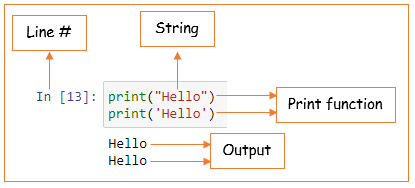 Line #
String
In [13]: print("Hello")
print('Hello')
Print function
Hello
Hello
Output